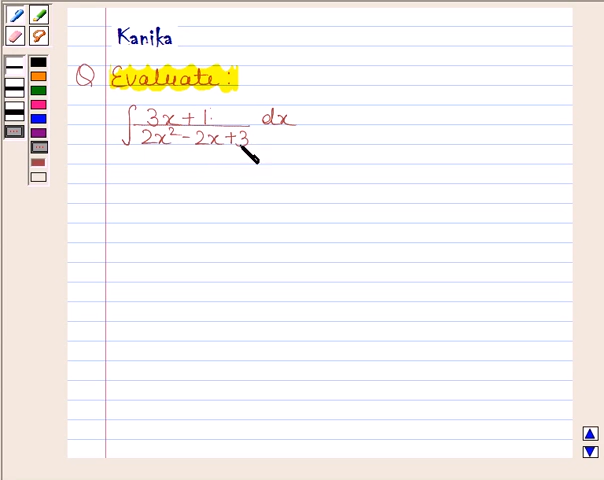 Kanika
Q Evaluate:
∫ (3x + 1)/(2x² - 2x + 3) dx